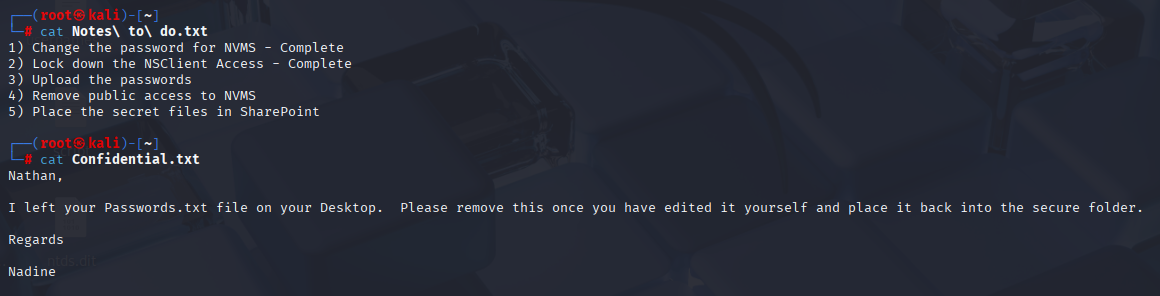 ┌──(root㉿kali)-[~]
└─# cat Notes\ to\ do.txt
1) Change the password for NVMS - Complete
2) Lock down the NSClient Access - Complete
3) Upload the passwords
4) Remove public access to NVMS
5) Place the secret files in SharePoint
┌──(root㉿kali)-[~]
└─# cat Confidential.txt
Nathan,
I left your Passwords.txt file on your Desktop.  Please remove this once you have edited it yourself and place it back into the secure folder.
Regards
ntds.dit
Nadine